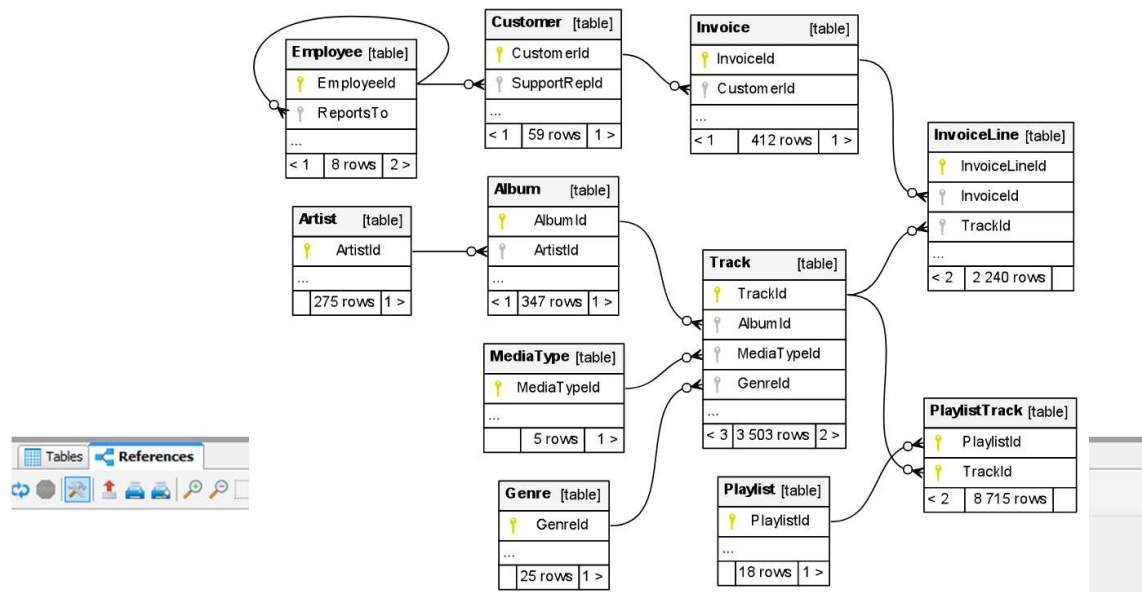 Employee [table]
EmployeeId
ReportsTo
...
< 1 8 rows 2 >
Customer [table]
CustomerId
SupportRepId
...
< 1 59 rows 1 >
Invoice [table]
InvoiceId
CustomerId
...
< 1 412 rows 1 >
InvoiceLine [table]
InvoiceLineId
InvoiceId
TrackId
...
< 2 2 240 rows
Artist [table]
ArtistId
...
275 rows 1 >
Album [table]
AlbumId
ArtistId
...
< 1 347 rows 1 >
Track [table]
TrackId
AlbumId
MediaTypeId
GenreId
...
< 3 3 503 rows 2 >
MediaType [table]
MediaTypeId
...
5 rows 1 >
PlaylistTrack [table]
PlaylistId
TrackId
< 2 8 715 rows
Genre [table]
GenreId
...
25 rows 1 >
Playlist [table]
PlaylistId
...
18 rows 1 >
Tables References